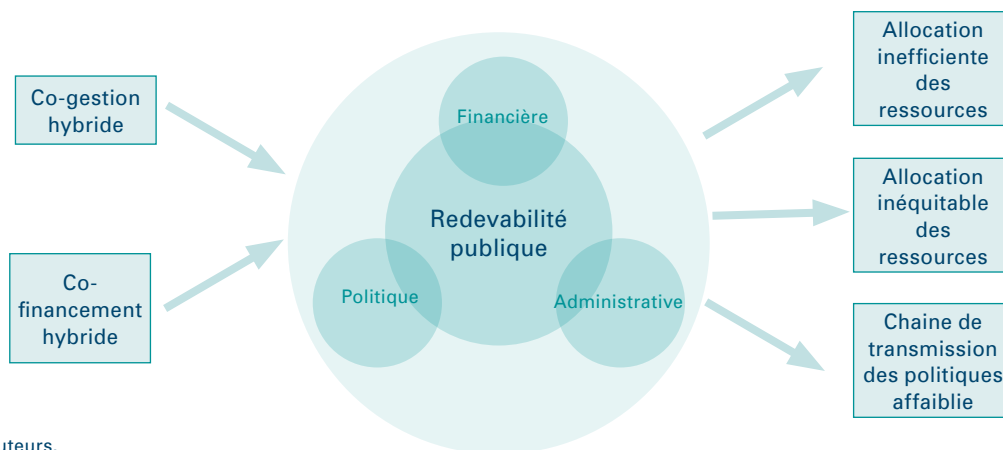 Co-gestion
hybride
Co-
financement
hybride
Financière
Redevabilité
publique
Politique
Administrative
Allocation
inefficiente
des
ressources
Allocation
inéquitable
des
ressources
Chaine de
transmission
des politiques
affaiblie